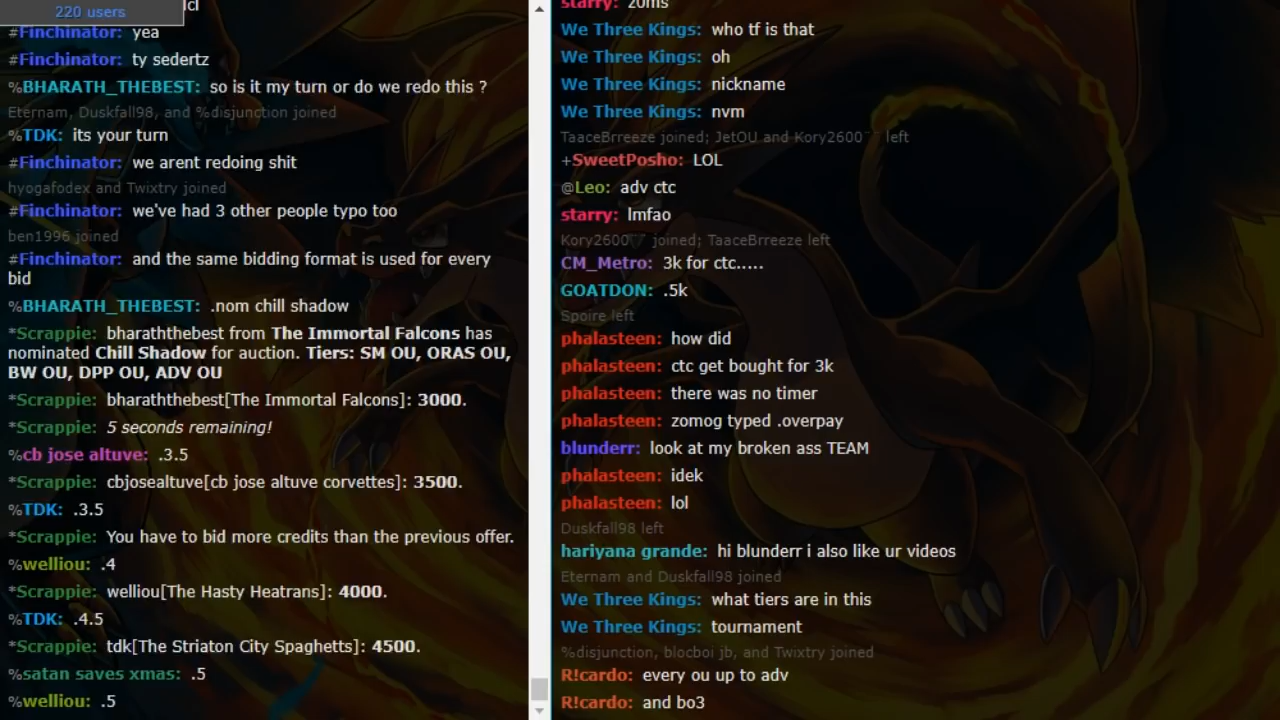 lcl
220 users
#Finchinator: yea
#Finchinator: ty sedertz
%BHARATH_THEBEST: so is it my turn or do we redo this ?
Eternam, Duskfall98, and %disjunction joined
%TDK: its your turn
#Finchinator: we arent redoing shit
hyogafodex and Twixtry joined
#Finchinator: we've had 3 other people typo too
ben1996 joined
#Finchinator: and the same bidding format is used for every
bid
%BHARATH_THEBEST: .nom chill shadow
*Scrappie: bharaththebest from The Immortal Falcons has
nominated Chill Shadow for auction. Tiers: SM OU, ORAS OU,
BW OU, DPP OU, ADV OU
*Scrappie: bharaththebest[The Immortal Falcons]: 3000.
*Scrappie: 5 seconds remaining!
%cb jose altuve: .3.5
*Scrappie: cbjosealtuve[cb jose altuve corvettes]: 3500.
%TDK: .3.5
*Scrappie: You have to bid more credits than the previous offer.
%welliou: .4
*Scrappie: welliou[The Hasty Heatrans]: 4000.
%TDK: .4.5
*Scrappie: tdk[The Striaton City Spaghetts]: 4500.
%satan saves xmas: .5
%welliou: .5
starry: 20ms
We Three Kings: who tf is that
We Three Kings: oh
We Three Kings: nickname
We Three Kings: nvm
TaaceBrreeze joined; JetOU and Kory2600 left
+SweetPosho: LOL
@Leo: adv ctc
starry: lmfao
Kory2600 joined; TaaceBrreeze left
CM_Metro: 3k for ctc.....
GOATDON: .5k
Spoire left
phalasteen: how did
phalasteen: ctc get bought for 3k
phalasteen: there was no timer
phalasteen: zomog typed .overpay
blunderr: look at my broken ass TEAM
phalasteen: idek
phalasteen: lol
Duskfall98 left
hariyana grande: hi blunderr i also like ur videos
Eternam and Duskfall98 joined
We Three Kings: what tiers are in this
We Three Kings: tournament
%disjunction, blocboi jb, and Twixtry joined
R!cardo: every ou up to adv
R!cardo: and bo3